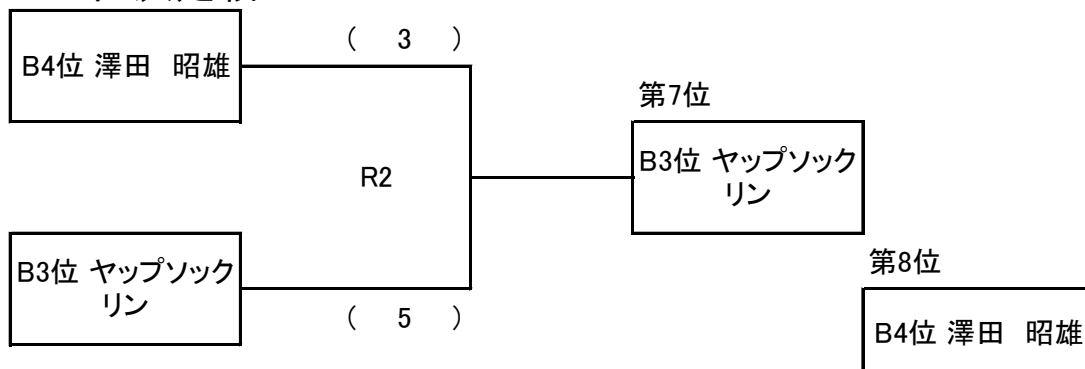 （　3　）
B4位 澤田　昭雄
第7位
B3位 ヤップソック
リン
R2
B3位 ヤップソック
リン
（　5　）
第8位
B4位 澤田　昭雄